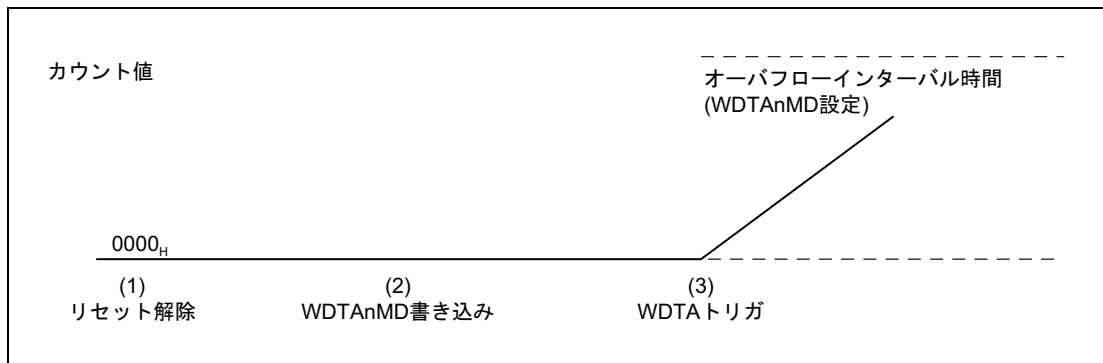 カウント値
オーバフローインターバル時間
(WDTAnMD設定)
0000H
(1)
リセット解除
(2)
WDTAnMD書き込み
(3)
WDTAトリガ